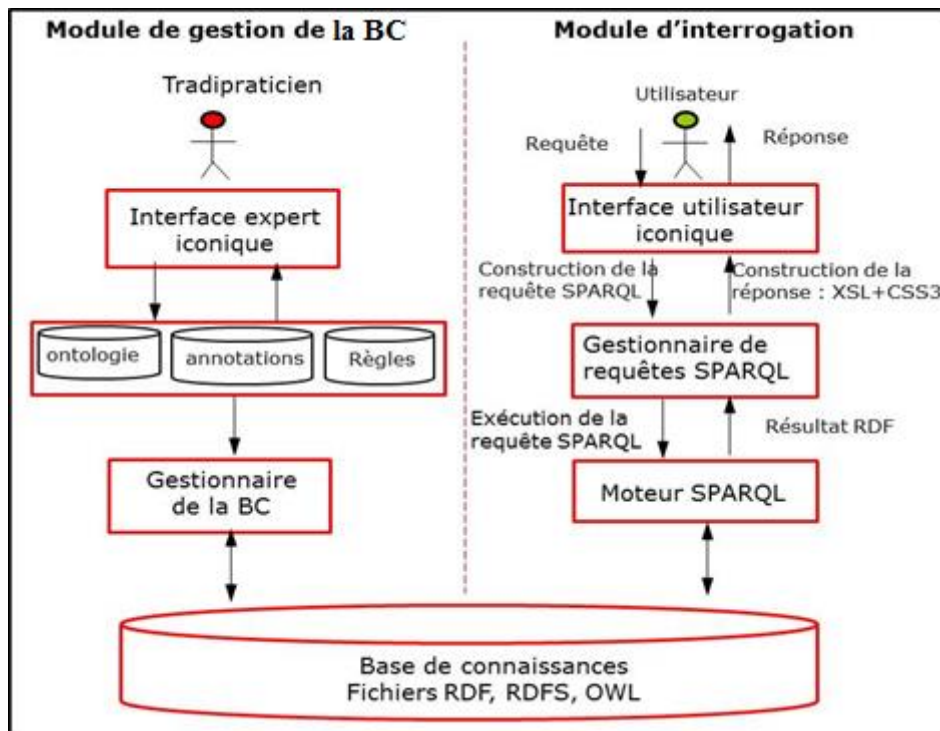 Module de gestion de la BC
Tradipraticien
Interface expert
iconique
ontologie
annotations
Règles
Gestionnaire
de la BC
Module d'interrogation
Utilisateur
Requête
Réponse
Interface utilisateur
iconique
Construction de la
requête SPARQL
Construction de la
réponse : XSL+CSS3
Gestionnaire de
requêtes SPARQL
Exécution de la
requête SPARQL
Résultat RDF
Moteur SPARQL
Base de connaissances
Fichiers RDF, RDFS, OWL